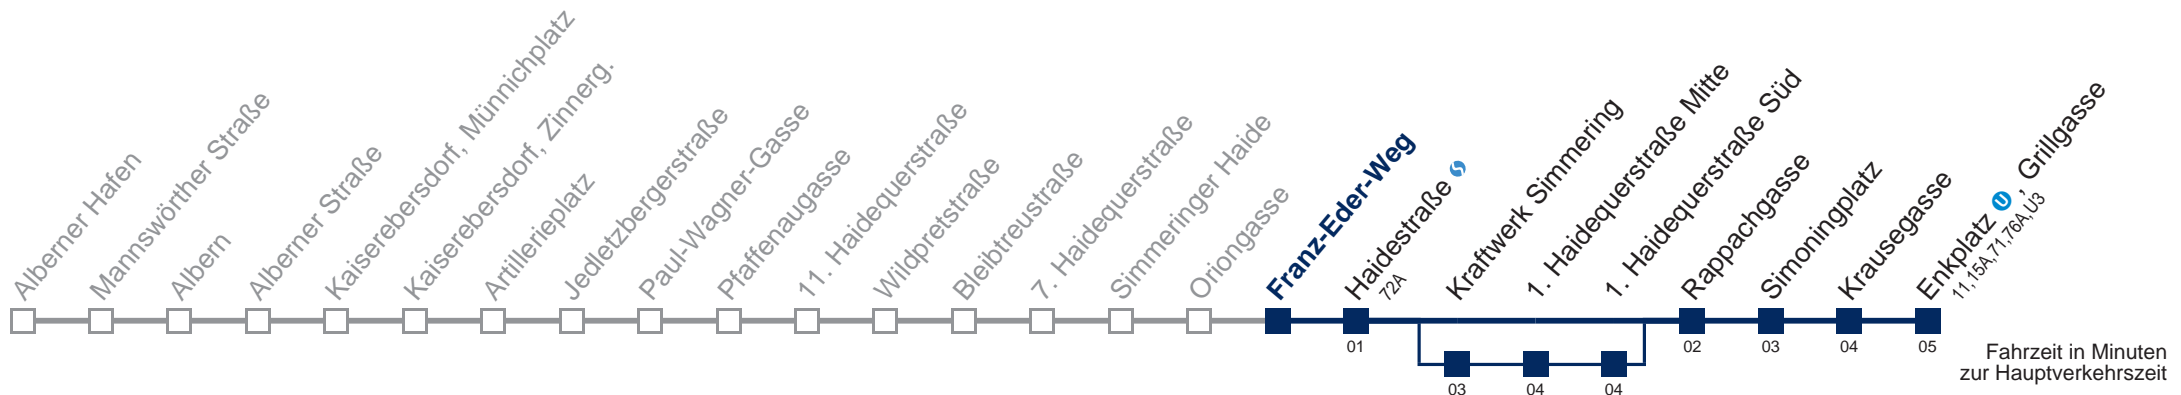 Alberner Hafen
Mannswörther Straße
Albern
Alberner Straße
Kaiserebersdorf, Münnichplatz
Kaiserebersdorf, Zinnerg.
Artillerieplatz
Jedletzbergerstraße
Paul-Wagner-Gasse
Pfaffenaugasse
11. Haidequerstraße
Wildpretstraße
Bleibtreustraße
7. Haidequerstraße
Simmeringer Haide
Oriongasse
Franz-Eder-Weg
Haidestraße
72A
Kraftwerk Simmering
1. Haidequerstraße Mitte
1. Haidequerstraße Süd
Rappachgasse
Simoningplatz
Krausegasse
Enkplatz U, Grillgasse
11,15A,71,76A,U3
01
02
03
04
05
03
04
04
Fahrzeit in Minuten
zur Hauptverkehrszeit